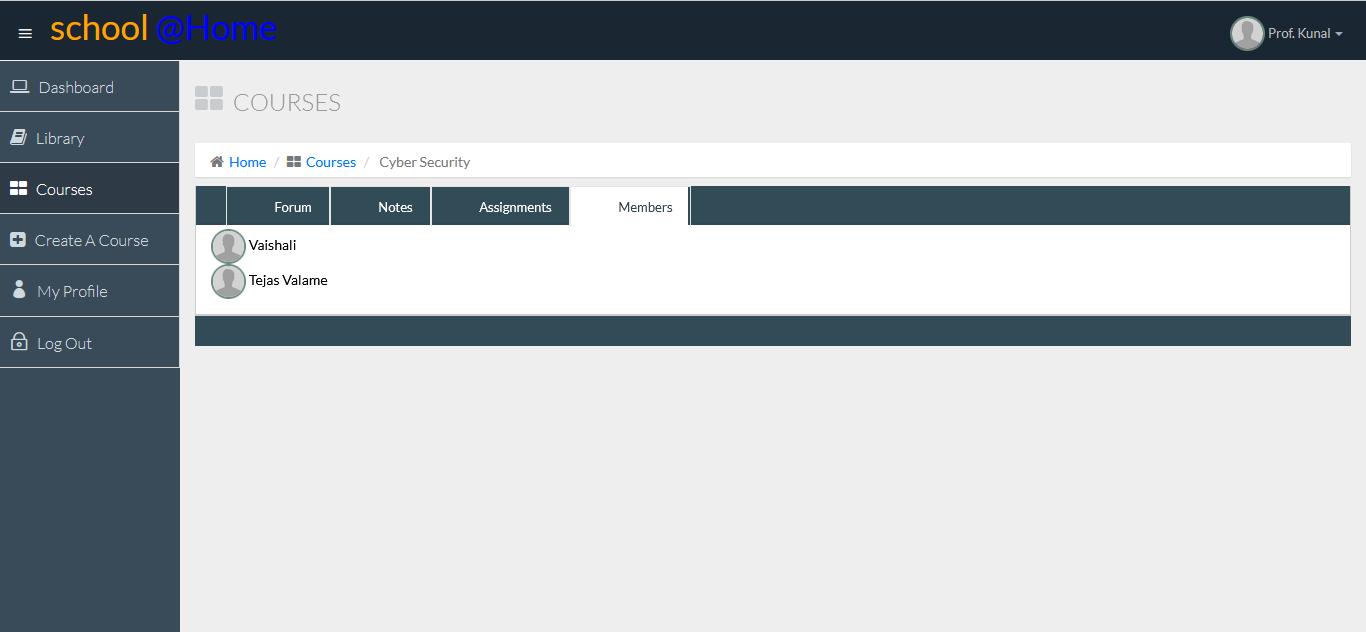 school @Home
Prof. Kunal
Dashboard
Library
Courses
Create A Course
My Profile
Log Out
COURSES
Home / Courses / Cyber Security
Forum Notes Assignments Members
Vaishali
Tejas Valame